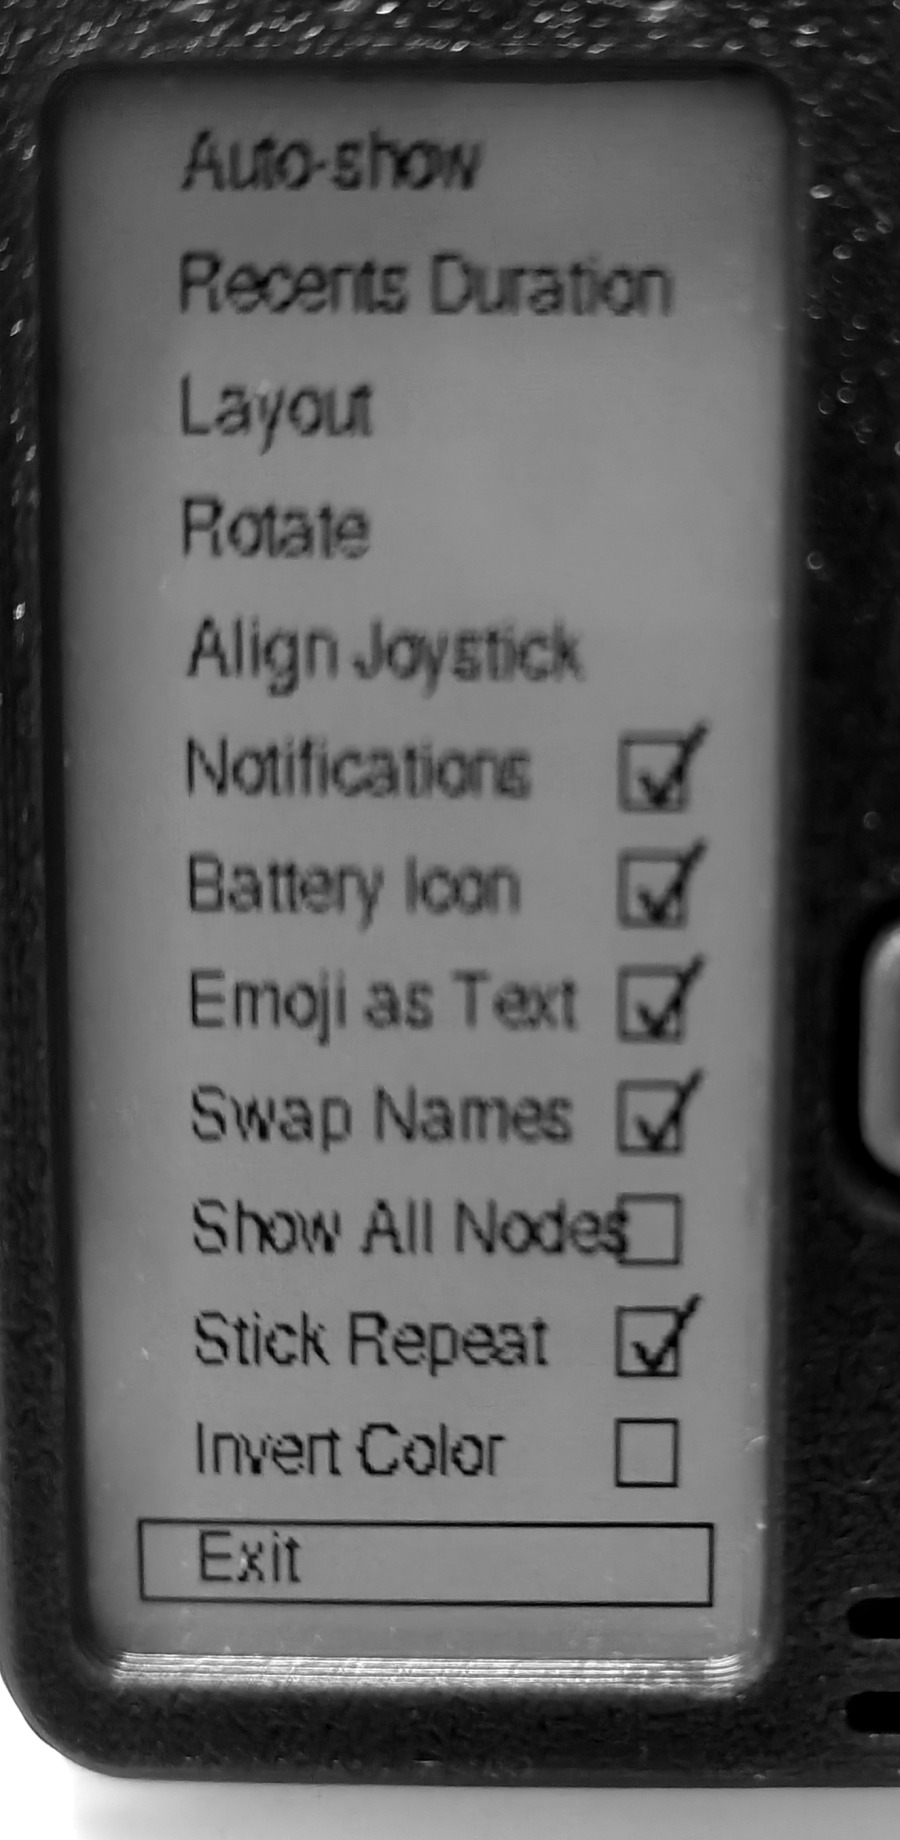 Auto-show
Recents Duration
Layout
Rotate
Align Joystick
Notifications
Battery Icon
Emoji as Text
Swap Names
Show All Nodes
Stick Repeat
Invert Color
Exit